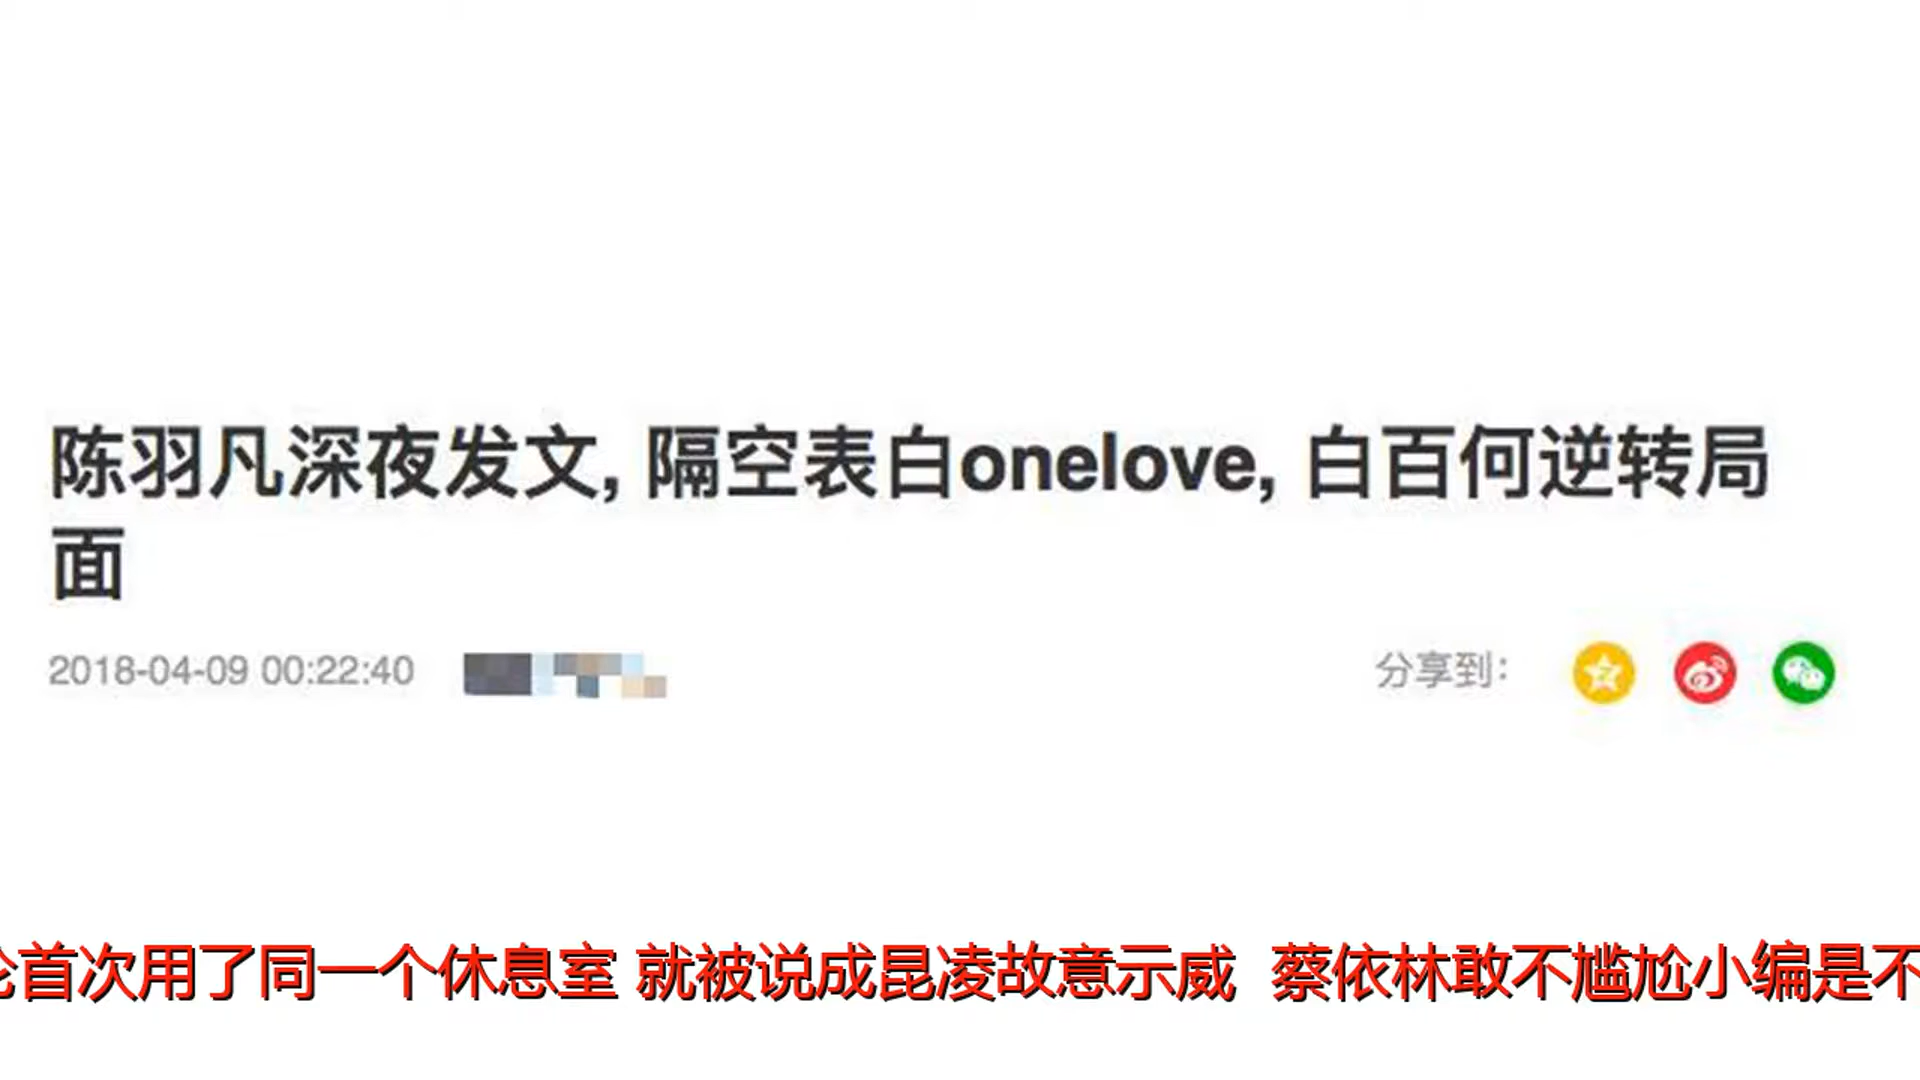 陈羽凡深夜发文, 隔空表白onelove, 白百何逆转局
面
2018-04-09 00:22:40
分享到:
首次用了同一个休息室 就被说成昆凌故意示威 蔡依林敢不尴尬小编是不